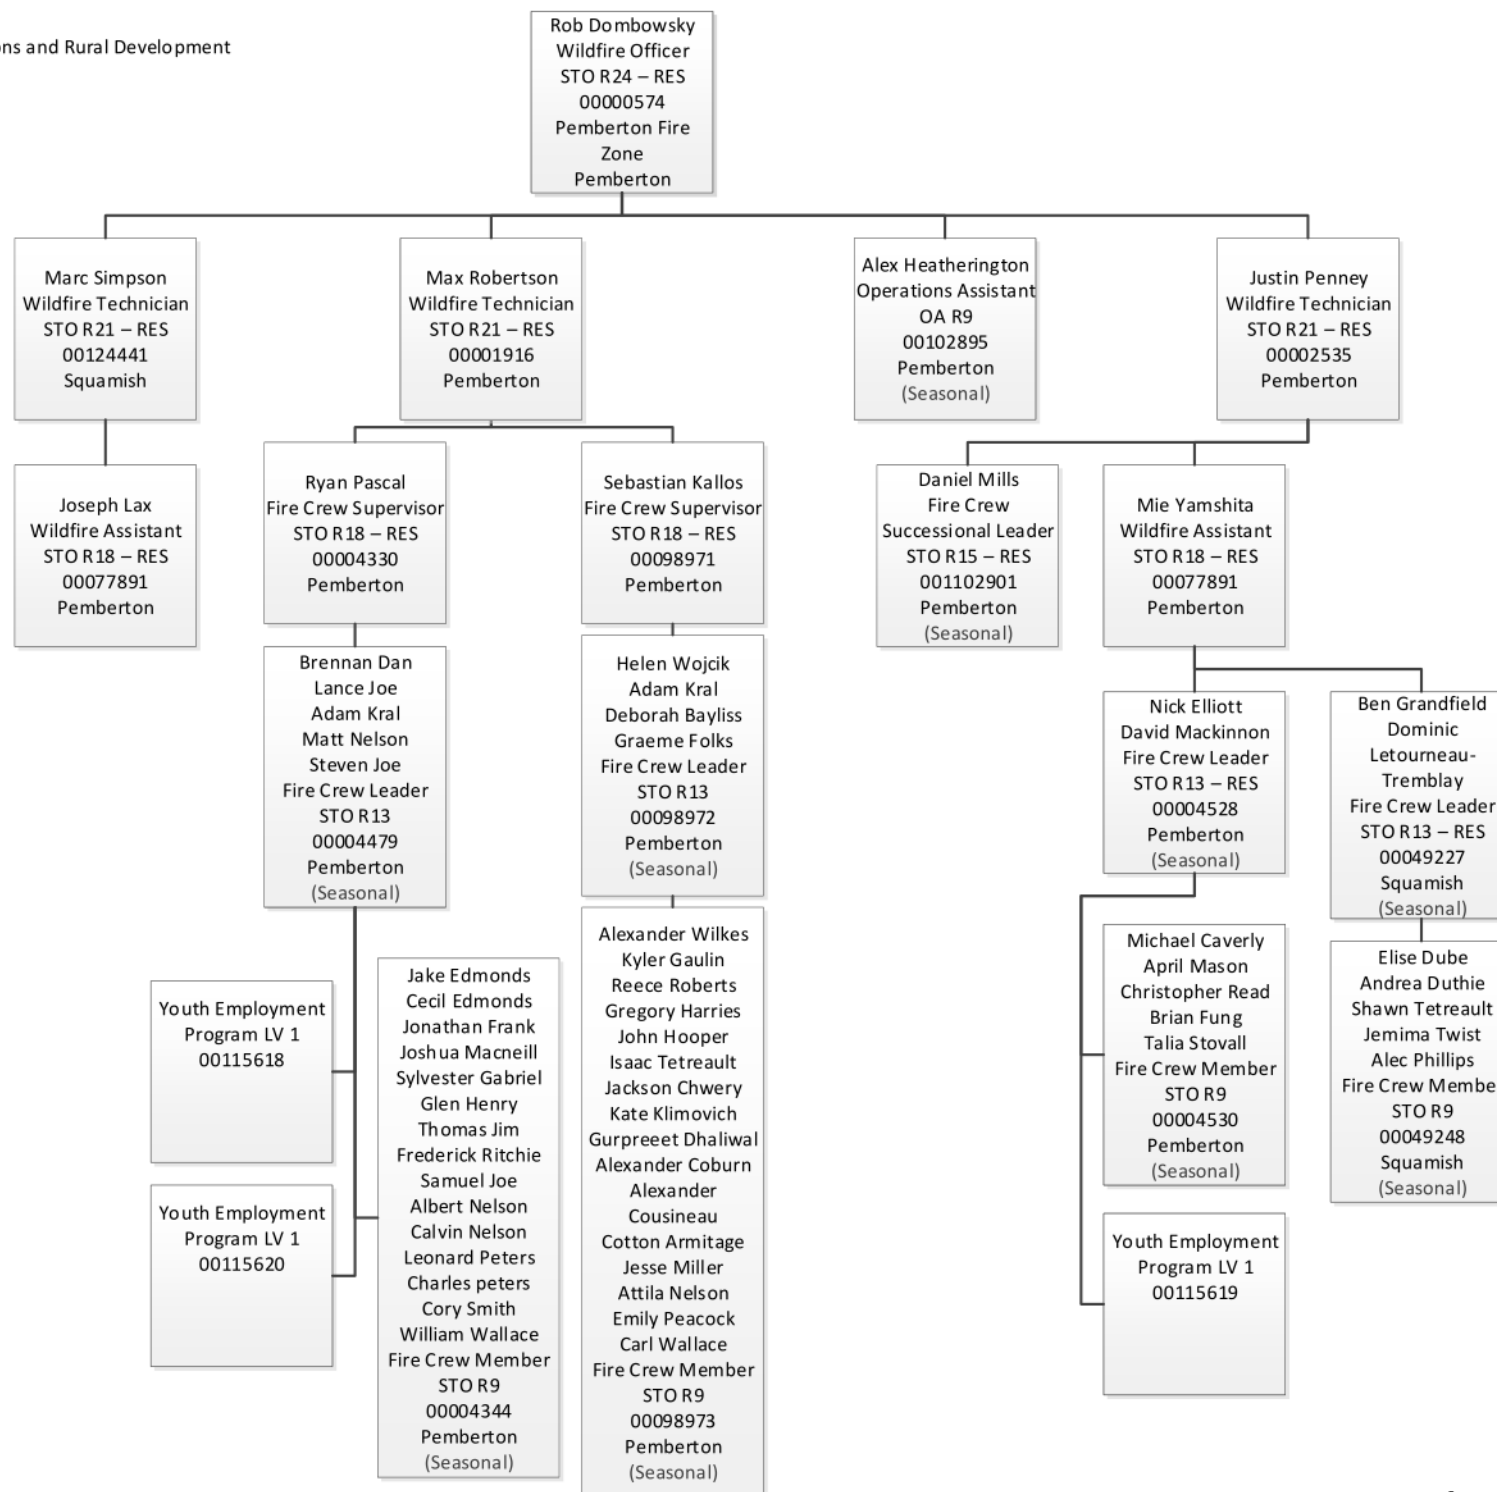 ns and Rural Development
Rob Dombowsky
Wildfire Officer
STO R24 – RES
00000574
Pemberton Fire
Zone
Pemberton
Marc Simpson
Wildfire Technician
STO R21 – RES
00124441
Squamish
Max Robertson
Wildfire Technician
STO R21 – RES
00001916
Pemberton
Alex Heatherington
Operations Assistant
OA R9
00102895
Pemberton
(Seasonal)
Justin Penney
Wildfire Technician
STO R21 – RES
00002535
Pemberton
Joseph Lax
Wildfire Assistant
STO R18 – RES
00077891
Pemberton
Ryan Pascal
Fire Crew Supervisor
STO R18 – RES
00004330
Pemberton
Sebastian Kallos
Fire Crew Supervisor
STO R18 – RES
00098971
Pemberton
Daniel Mills
Fire Crew
Successional Leader
STO R15 – RES
001102901
Pemberton
(Seasonal)
Mie Yamshita
Wildfire Assistant
STO R18 – RES
00077891
Pemberton
Brennan Dan
Lance Joe
Adam Kral
Matt Nelson
Steven Joe
Fire Crew Leader
STO R13
00004479
Pemberton
(Seasonal)
Helen Wojcik
Adam Kral
Deborah Bayliss
Graeme Folks
Fire Crew Leader
STO R13
00098972
Pemberton
(Seasonal)
Nick Elliott
David Mackinnon
Fire Crew Leader
STO R13 – RES
00004528
Pemberton
(Seasonal)
Ben Grandfield
Dominic
Letourneau-
Tremblay
Fire Crew Leader
STO R13 – RES
00049227
Squamish
(Seasonal)
Youth Employment
Program LV 1
00115618
Youth Employment
Program LV 1
00115620
Jake Edmonds
Cecil Edmonds
Jonathan Frank
Joshua Macneill
Sylvester Gabriel
Glen Henry
Thomas Jim
Frederick Ritchie
Samuel Joe
Albert Nelson
Calvin Nelson
Leonard Peters
Charles peters
Cory Smith
William Wallace
Fire Crew Member
STO R9
00004344
Pemberton
(Seasonal)
Alexander Wilkes
Kyler Gaulin
Reece Roberts
Gregory Harries
John Hooper
Isaac Tetreault
Jackson Chwery
Kate Klimovich
Gurpreeet Dhaliwal
Alexander Coburn
Alexander
Cousineau
Cotton Armitage
Jesse Miller
Attila Nelson
Emily Peacock
Carl Wallace
Fire Crew Member
STO R9
00098973
Pemberton
(Seasonal)
Michael Caverly
April Mason
Christopher Read
Brian Fung
Talia Stovall
Fire Crew Member
STO R9
00004530
Pemberton
(Seasonal)
Youth Employment
Program LV 1
00115619
Elise Dube
Andrea Duthie
Shawn Tetreault
Jemima Twist
Alec Phillips
Fire Crew Membe
STO R9
00049248
Squamish
(Seasonal)